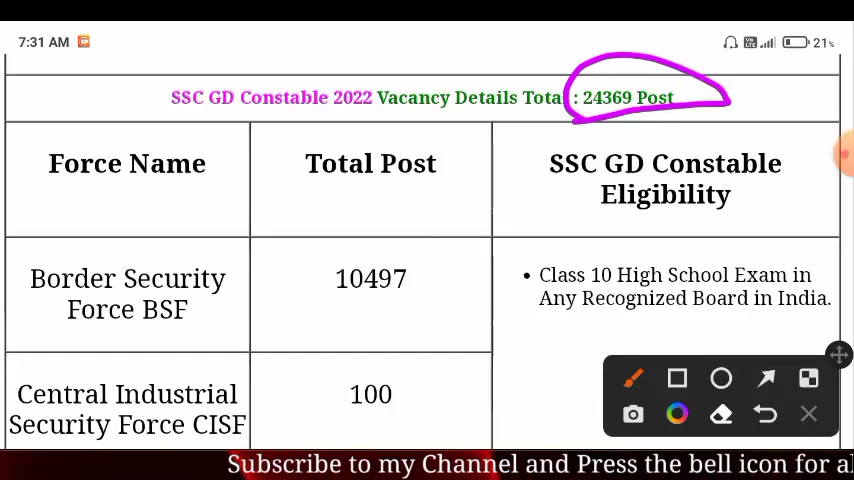 7:31 AM
21%
SSC GD Constable 2022 Vacancy Details Total : 24369 Post
Force Name
Total Post
SSC GD Constable
Eligibility
Border Security
Force BSF
10497
• Class 10 High School Exam in
Any Recognized Board in India.
Central Industrial
Security Force CISF
100
Subscribe to my Channel and Press the bell icon for al